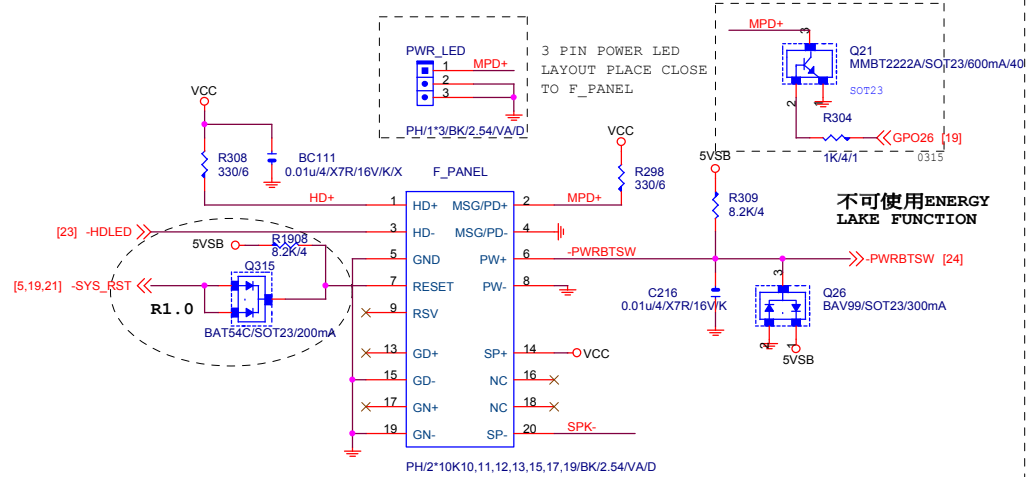 MPD+
3
Q21
MMBT2222A/SOT23/600mA/40
SOT23
2
1
R304
GPO26 [19]
1K/4/1
0315
PWR_LED
1
MPD+
2
3
PH/1*3/BK/2.54/VA/D
3 PIN POWER LED
LAYOUT PLACE CLOSE
TO F_PANEL
VCC
R308
330/6
BC111
0.01u/4/X7R/16V/K/X
F_PANEL
VCC
R298
330/6
5VSB
R309
8.2K/4
不可使用ENERGY
LAKE FUNCTION
HD+
1
HD+
MSG/PD+
2
MPD+
[23] -HDLED
3
HD-
MSG/PD-
4
5VSB
R1908
8.2K/4
5
GND
PW+
6
-PWRBTSW
-PWRBTSW [24]
Q315
[5,19,21] -SYS_RST
7
RESET
PW-
8
R1.0
BAT54C/SOT23/200mA
9
RSV
C216
0.01u/4/X7R/16V/K
3
Q26
BAV99/SOT23/300mA
2
1
5VSB
13
GD+
SP+
14
VCC
15
GD-
NC
16
17
GN+
NC
18
19
GN-
SP-
20
SPK-
PH/2*10K10,11,12,13,15,17,19/BK/2.54/VA/D